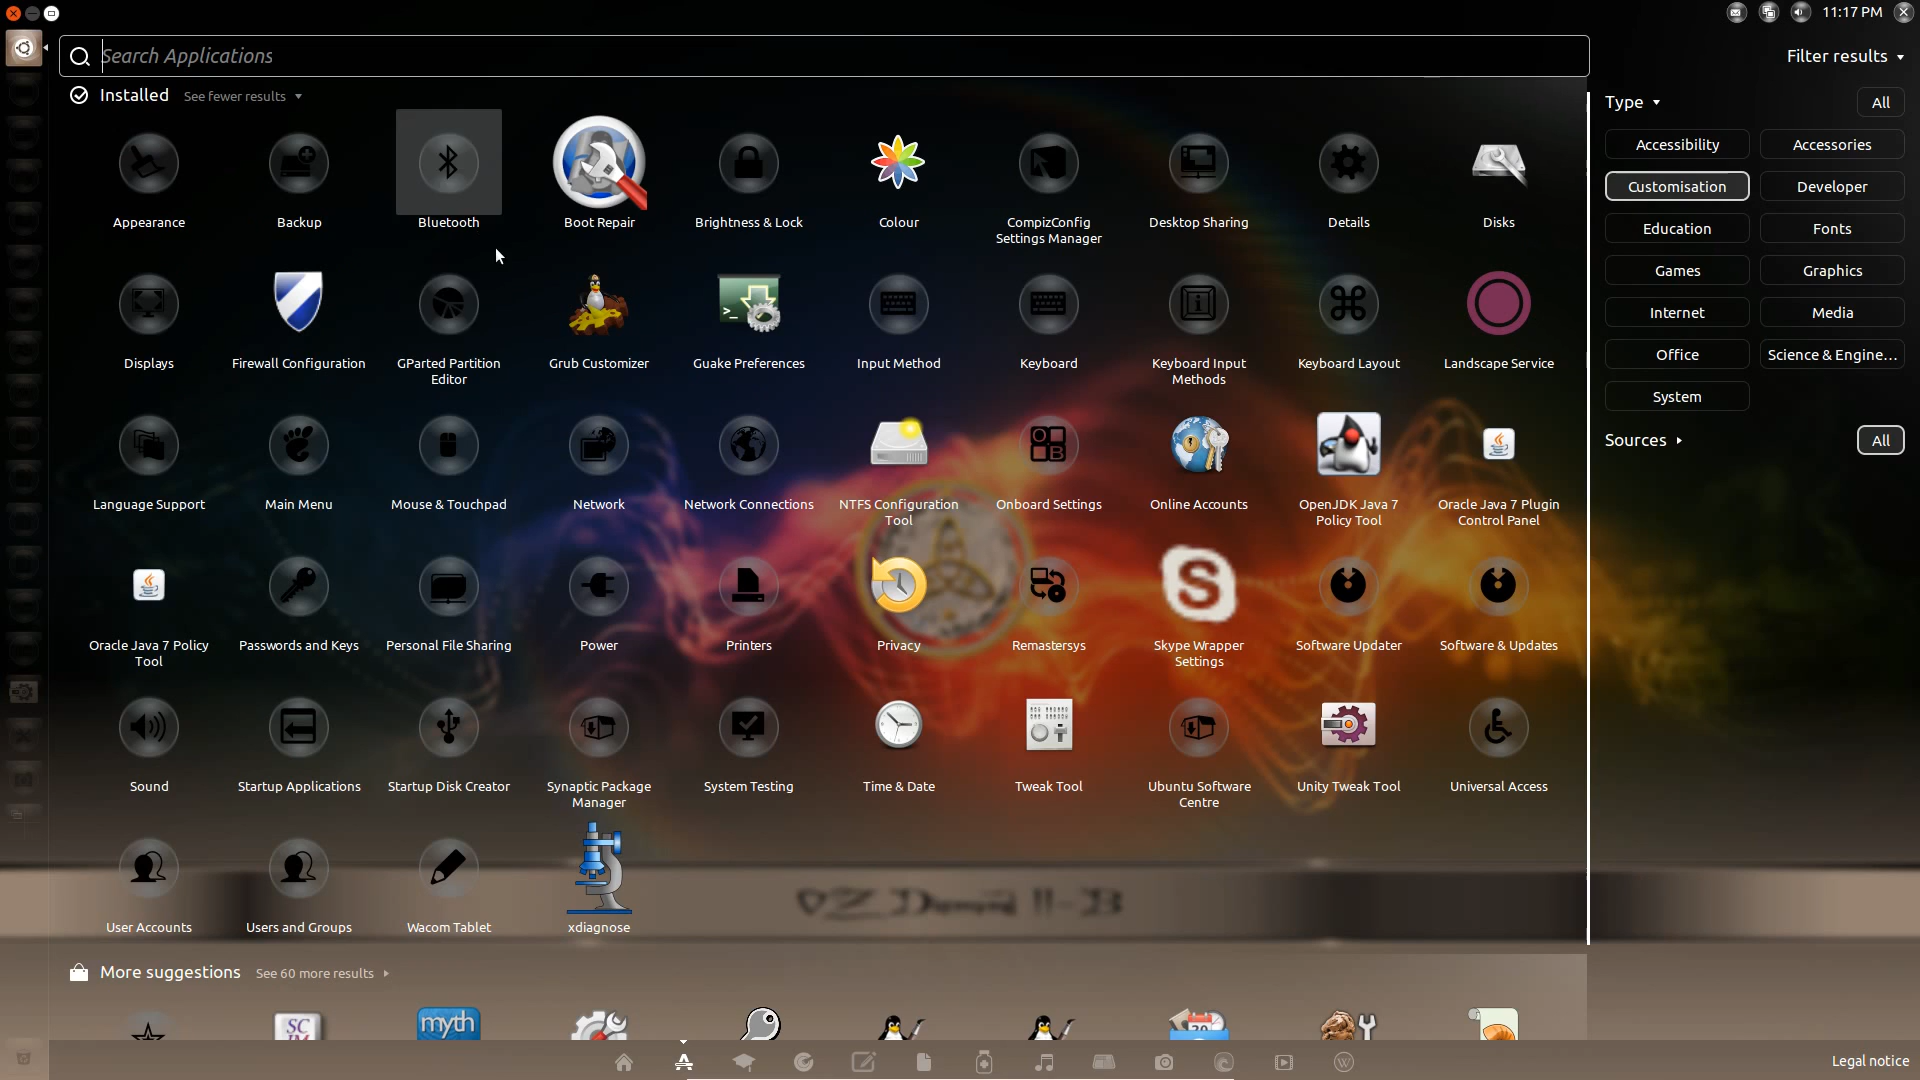 11:17 PM
Search Applications
Filter results
Installed See fewer results
Type All
Accessibility Accessories
Customisation Developer
Education Fonts
Games Graphics
Internet Media
Office Science & Engine...
System
Sources All
Appearance Backup Bluetooth Boot Repair Brightness & Lock Colour CompizConfig Settings Manager Desktop Sharing Details Disks
Displays Firewall Configuration GParted Partition Editor Grub Customizer Guake Preferences Input Method Keyboard Keyboard Input Methods Keyboard Layout Landscape Service
Language Support Main Menu Mouse & Touchpad Network Network Connections NTFS Configuration Tool Onboard Settings Online Accounts OpenJDK Java 7 Policy Tool Oracle Java 7 Plugin Control Panel
Oracle Java 7 Policy Tool Passwords and Keys Personal File Sharing Power Printers Privacy Remastersys Skype Wrapper Settings Software Updater Software & Updates
Sound Startup Applications Startup Disk Creator Synaptic Package Manager System Testing Time & Date Tweak Tool Ubuntu Software Centre Unity Tweak Tool Universal Access
User Accounts Users and Groups Wacom Tablet xdiagnose
More suggestions See 60 more results
myth
Legal notice